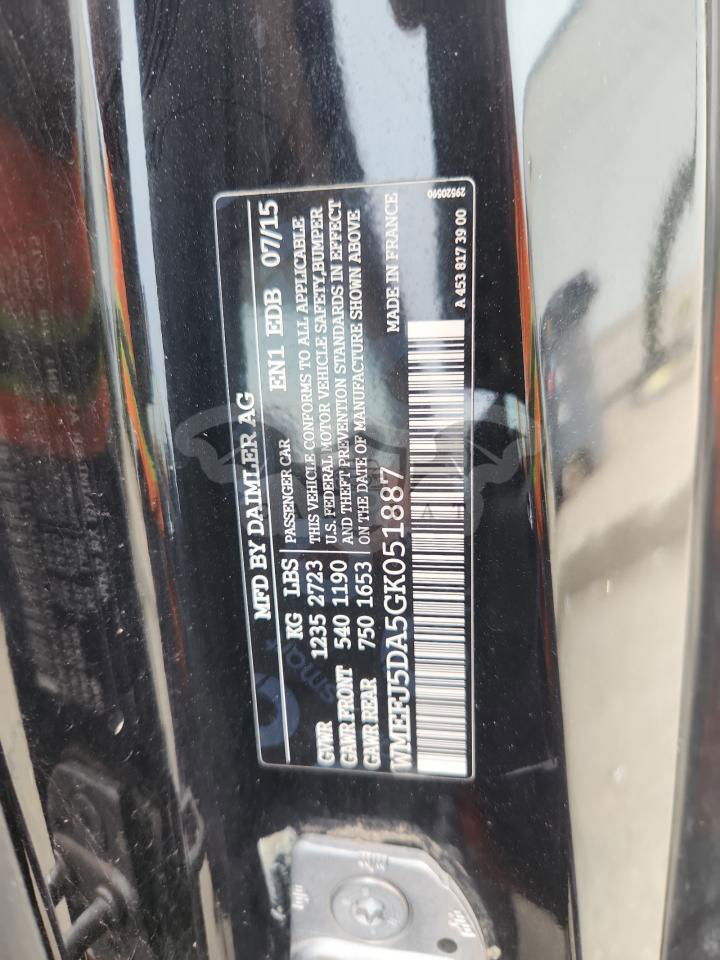 MFD BY DAIMLER AG
EN1 EDB 07/15
KG LBS
GVWR 1235 2723
GAWR FRONT 540 1190
GAWR REAR 750 1653
PASSENGER CAR
THIS VEHICLE CONFORMS TO ALL APPLICABLE
U.S. FEDERAL MOTOR VEHICLE SAFETY,BUMPER
AND THEFT PREVENTION STANDARDS IN EFFECT
ON THE DATE OF MANUFACTURE SHOWN ABOVE
WMEFJ5DA5GK051887
MADE IN FRANCE
A 453 817 39 00
29520590
smart